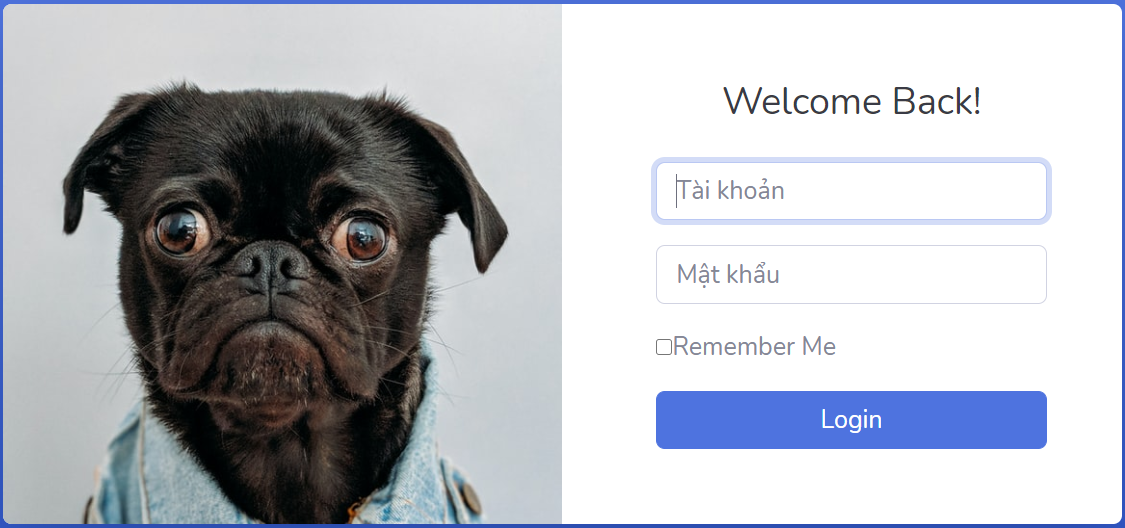 Welcome Back!
Tài khoản
Mật khẩu
Remember Me
Login